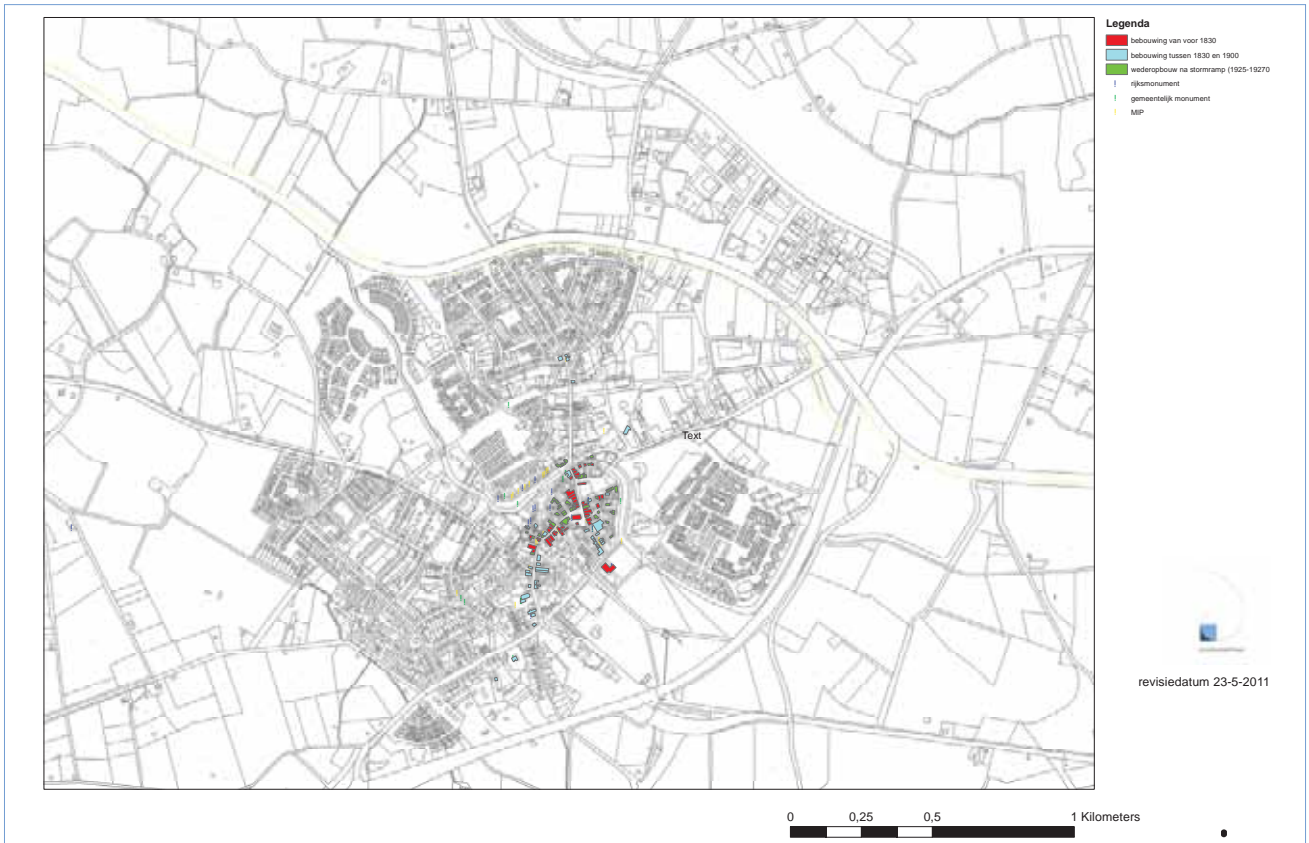 Legenda
bebouwing van voor 1830
bebouwing tussen 1830 en 1900
wederopbouw na stormramp (1925-19270
rijksmonument
gemeentelijk monument
MIP
Text
revisiedatum 23-5-2011
0 0,25 0,5 1 Kilometers